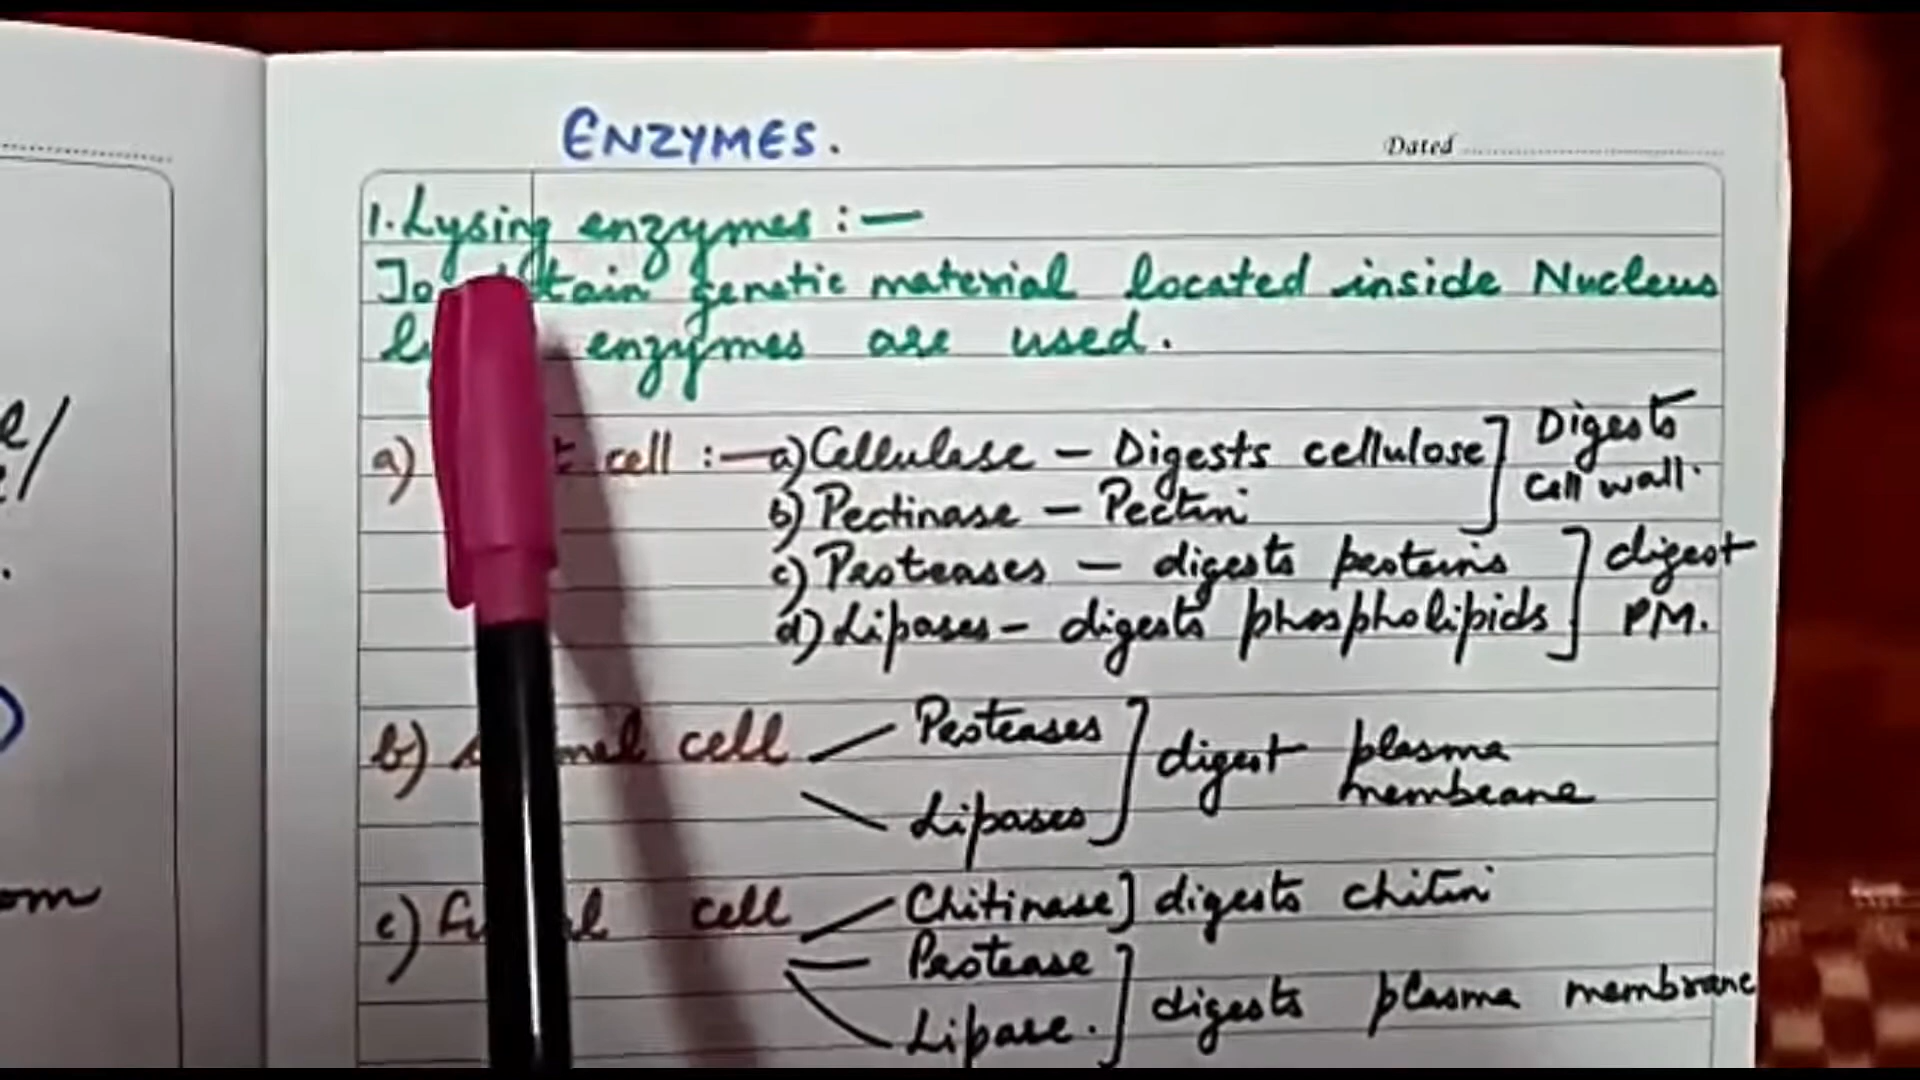 ENZYMES.
Dated
1. Lysing enzymes :—
To tain genetic material located inside Nucleus
enzymes are used.
a) cell :— a) Cellulase — Digests cellulose ] Digests cell wall.
b) Pectinase — Pectin
c) Proteases — digests proteins ] digest PM.
d) Lipases — digests phospholipids
b) cell Proteases ] digest plasma membrane
Lipases
c) cell Chitinase ] digests chitin
Protease ] digests plasma membrane
Lipase.
om